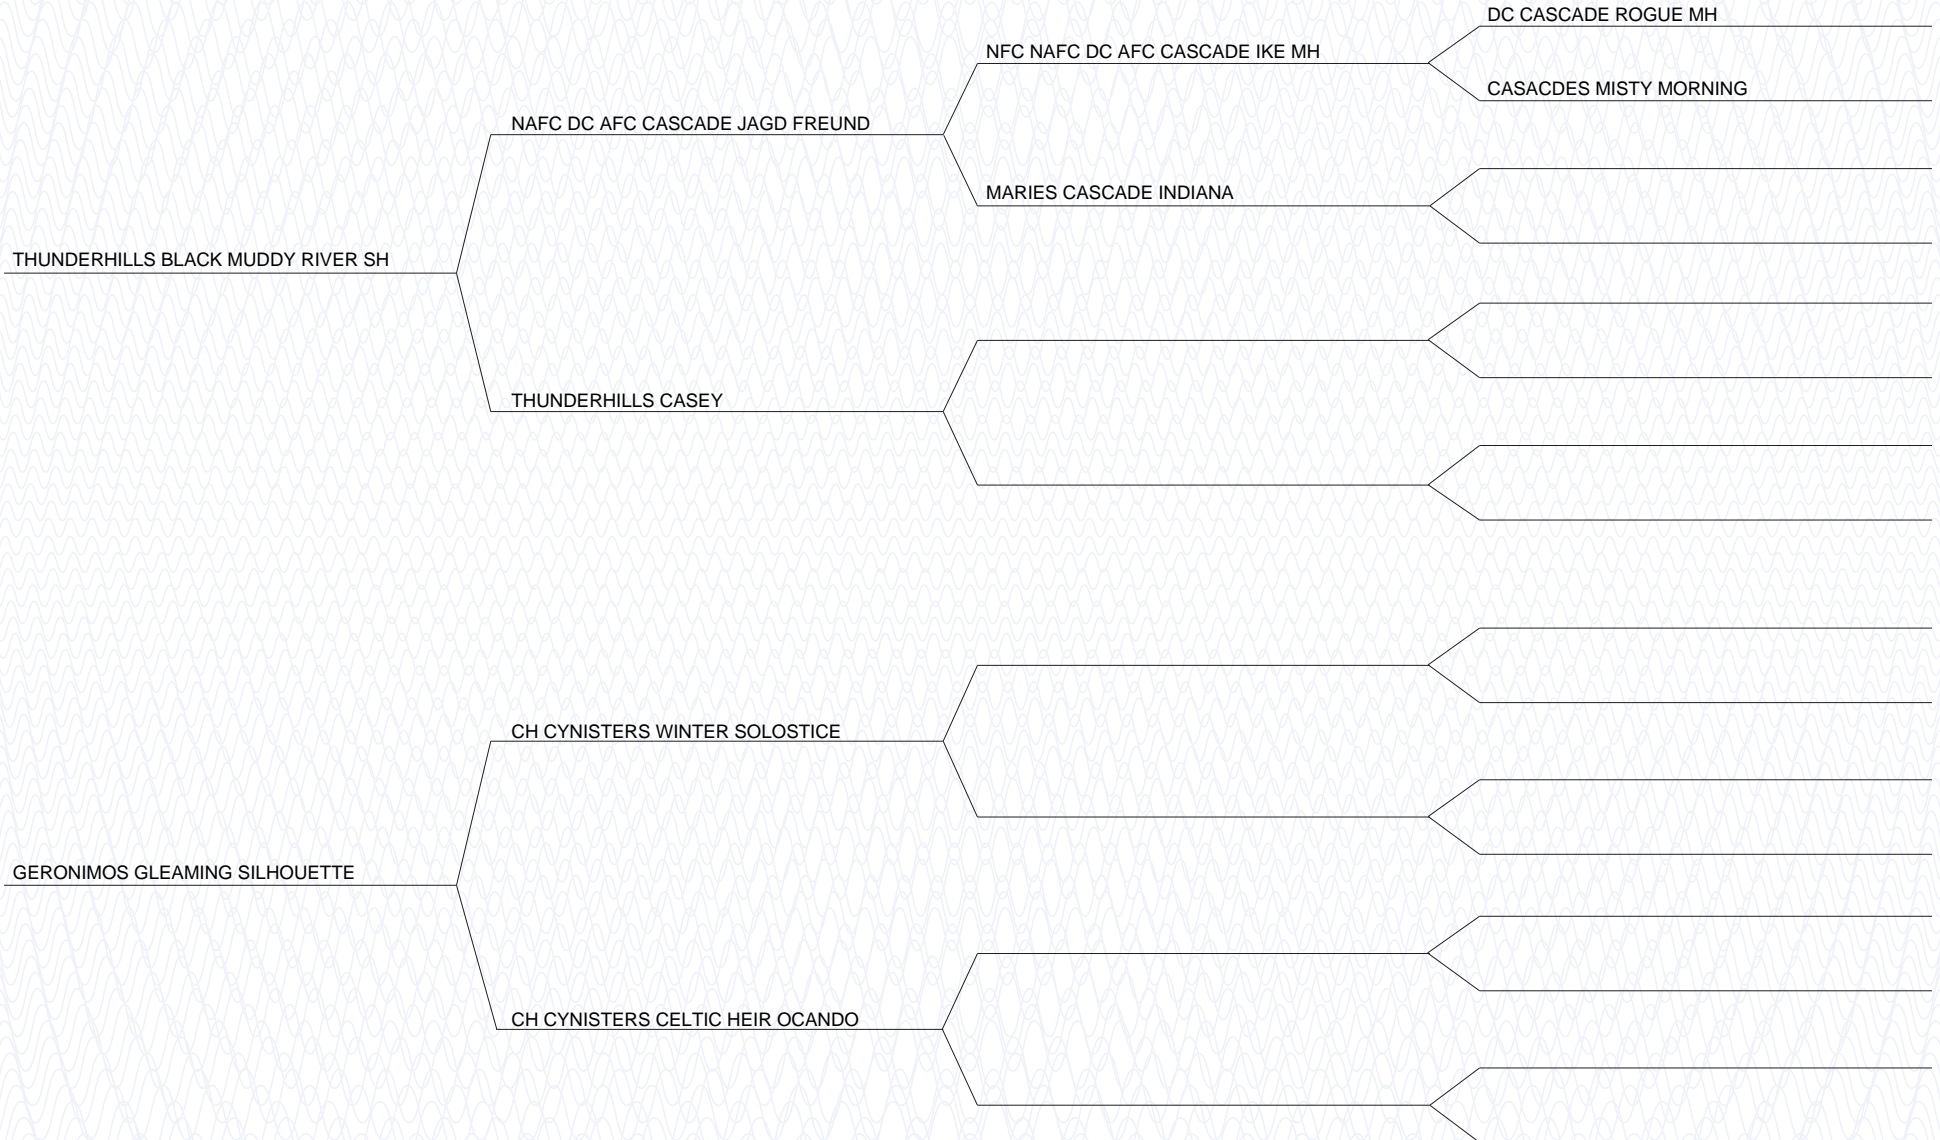 DC CASCADE ROGUE MH
NFC NAFC DC AFC CASCADE IKE MH
CASACDES MISTY MORNING
NAFC DC AFC CASCADE JAGD FREUND
MARIES CASCADE INDIANA
THUNDERHILLS BLACK MUDDY RIVER SH
THUNDERHILLS CASEY
CH CYNISTERS WINTER SOLOSTICE
GERONIMOS GLEAMING SILHOUETTE
CH CYNISTERS CELTIC HEIR OCANDO